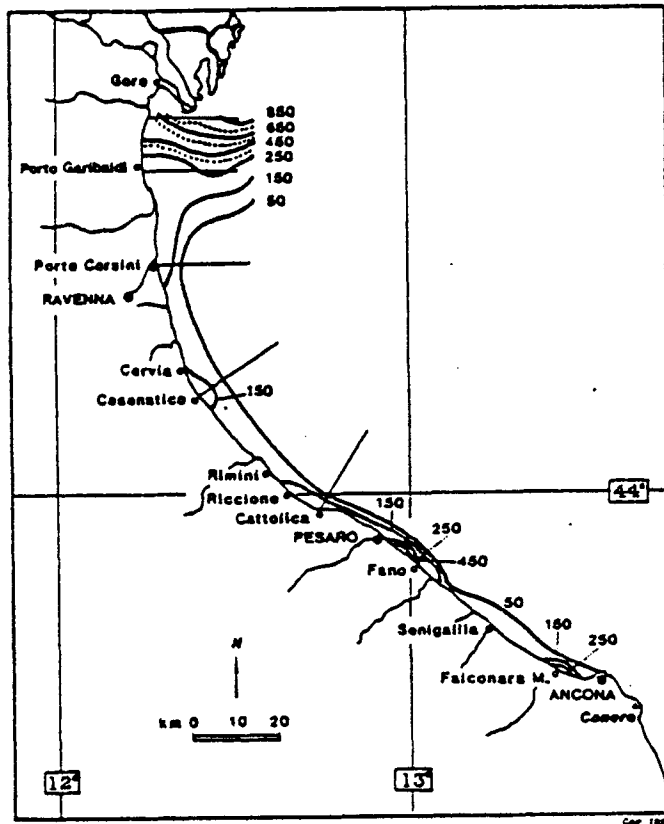 Goro
850
650
450
250
Porto Garibaldi
150
50
Porto Corsini
RAVENNA
Cervia
150
Cesenatico
Rimini
44°
Riccione
150
Cattolica
250
PESARO
450
Fano
50
Senigallia
150
250
N
Falconara M.
ANCONA
Conero
km 0 10 20
12°
13°